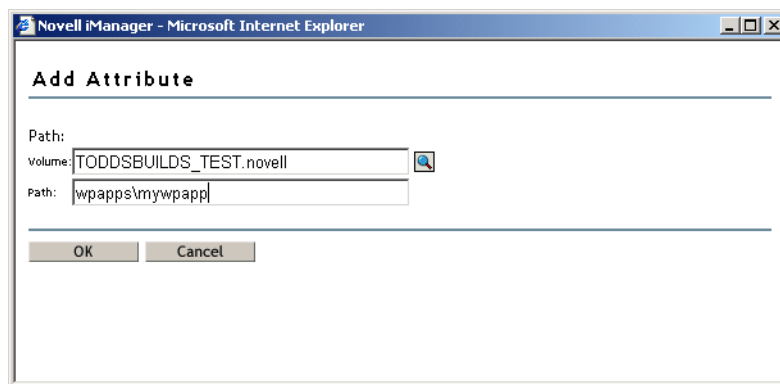 Novell iManager - Microsoft Internet Explorer
Add Attribute
Path:
Volume: TODDSBUILDS_TEST.novell
Path: wpapps\mywpapp
OK Cancel